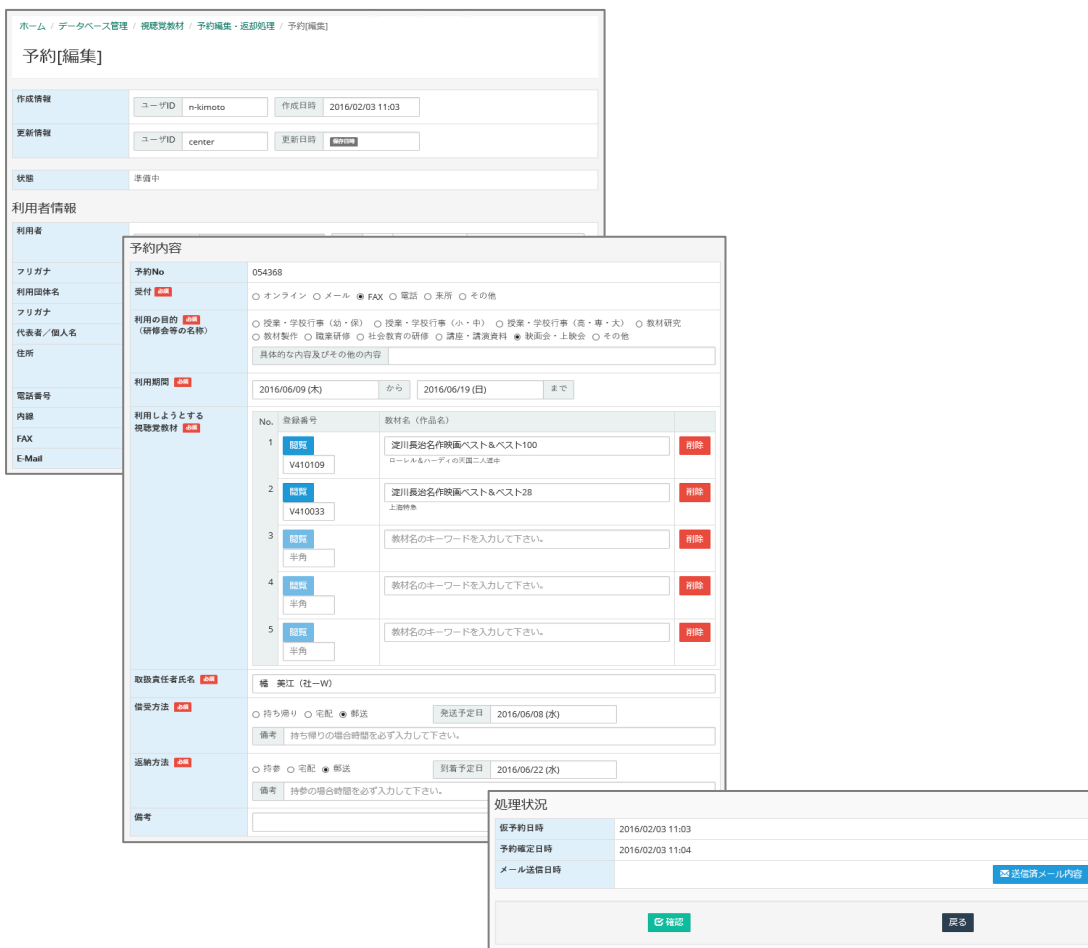 ホーム / データベース管理 / 視聴覚教材 / 予約編集・返却処理 / 予約[編集]
予約[編集]
作成情報 ユーザID n-kimoto 作成日時 2016/02/03 11:03
更新情報 ユーザID center 更新日時 保存日時
状態 準備中
利用者情報
利用者
フリガナ
利用団体名
フリガナ
代表者／個人名
住所
電話番号
内線
FAX
E-Mail
予約内容
予約No 054368
受付 必須 オンライン メール FAX 電話 来所 その他
利用の目的 必須
（研修会等の名称）
授業・学校行事（幼・保） 授業・学校行事（小・中） 授業・学校行事（高・専・大） 教材研究
教材製作 職業研修 社会教育の研修 講座・講演資料 映画会・上映会 その他
具体的な内容及びその他の内容
利用期間 必須 2016/06/09 (木) から 2016/06/19 (日) まで
利用しようとする
視聴覚教材 必須
No. 登録番号 教材名（作品名）
1 閲覧 淀川長治名作映画ベスト＆ベスト100 削除
V410109 ローレル＆ハーディの天国二人道中
2 閲覧 淀川長治名作映画ベスト＆ベスト28 削除
V410033 上海特急
3 閲覧 教材名のキーワードを入力して下さい。 削除
半角
4 閲覧 教材名のキーワードを入力して下さい。 削除
半角
5 閲覧 教材名のキーワードを入力して下さい。 削除
半角
取扱責任者氏名 必須 橘　美江（社ーW）
借受方法 必須 持ち帰り 宅配 郵送 発送予定日 2016/06/08 (水)
備考 持ち帰りの場合時間を必ず入力して下さい。
返納方法 必須 持参 宅配 郵送 到着予定日 2016/06/22 (水)
備考 持参の場合時間を必ず入力して下さい。
備考
処理状況
仮予約日時 2016/02/03 11:03
予約確定日時 2016/02/03 11:04
メール送信日時 送信済メール内容
確認 戻る